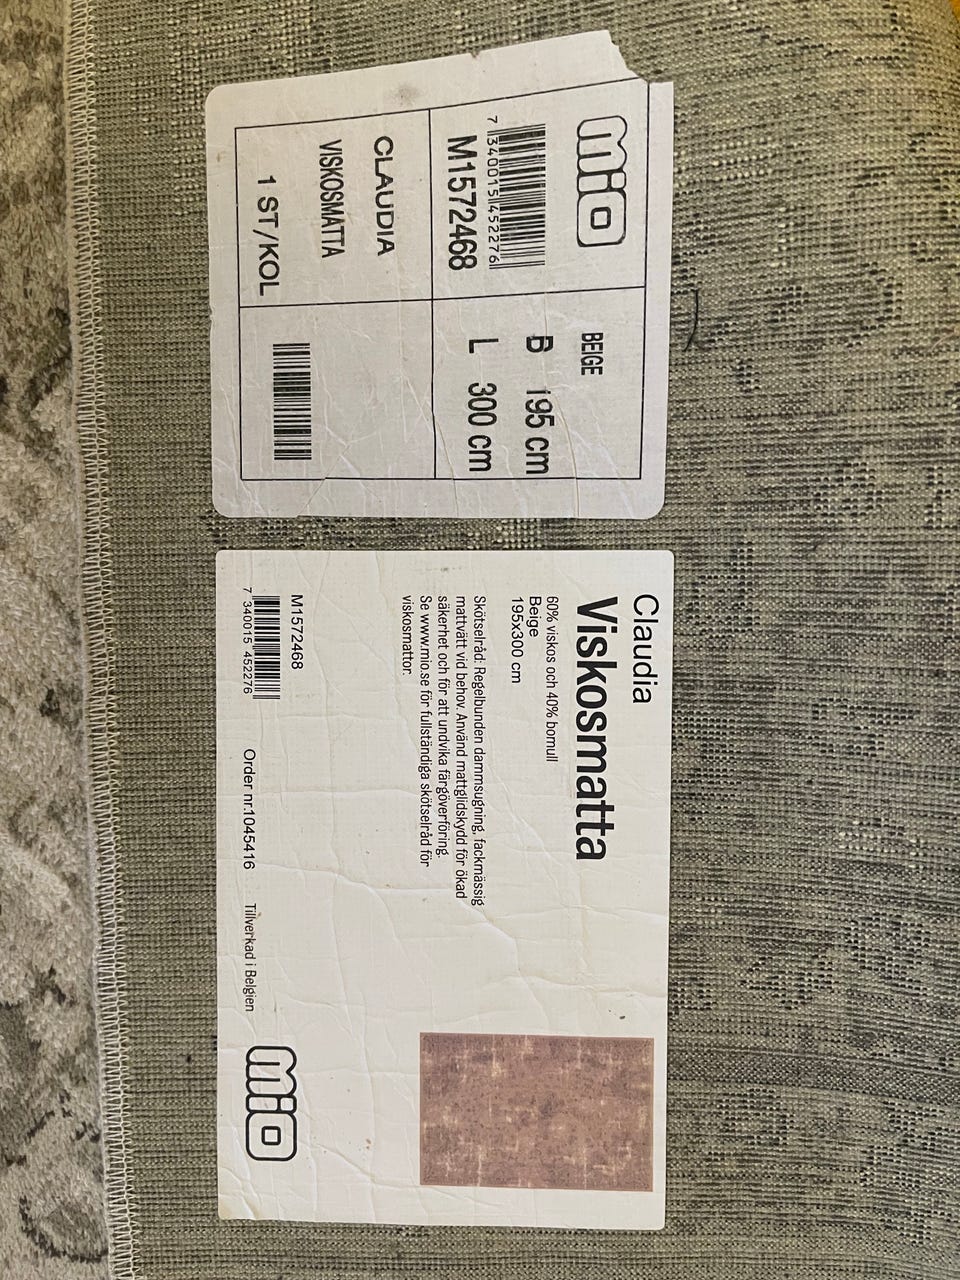 mio
7 340015 452276
M1572468
BEIGE
B 195 cm
L 300 cm
CLAUDIA
VISKOSMATTA
1 ST/KOL
Claudia
Viskosmatta
60% viskos och 40% bomull
Beige
195x300 cm
Skötselråd: Regelbunden dammsugning, fackmässig
mattvätt vid behov. Använd mattglidskydd för ökad
säkerhet och för att undvika färgöverföring.
Se www.mio.se för fullständiga skötselråd för
viskosmattor.
M1572468
7 340015 452276
Order nr.1045416
Tillverkad i Belgien
mio